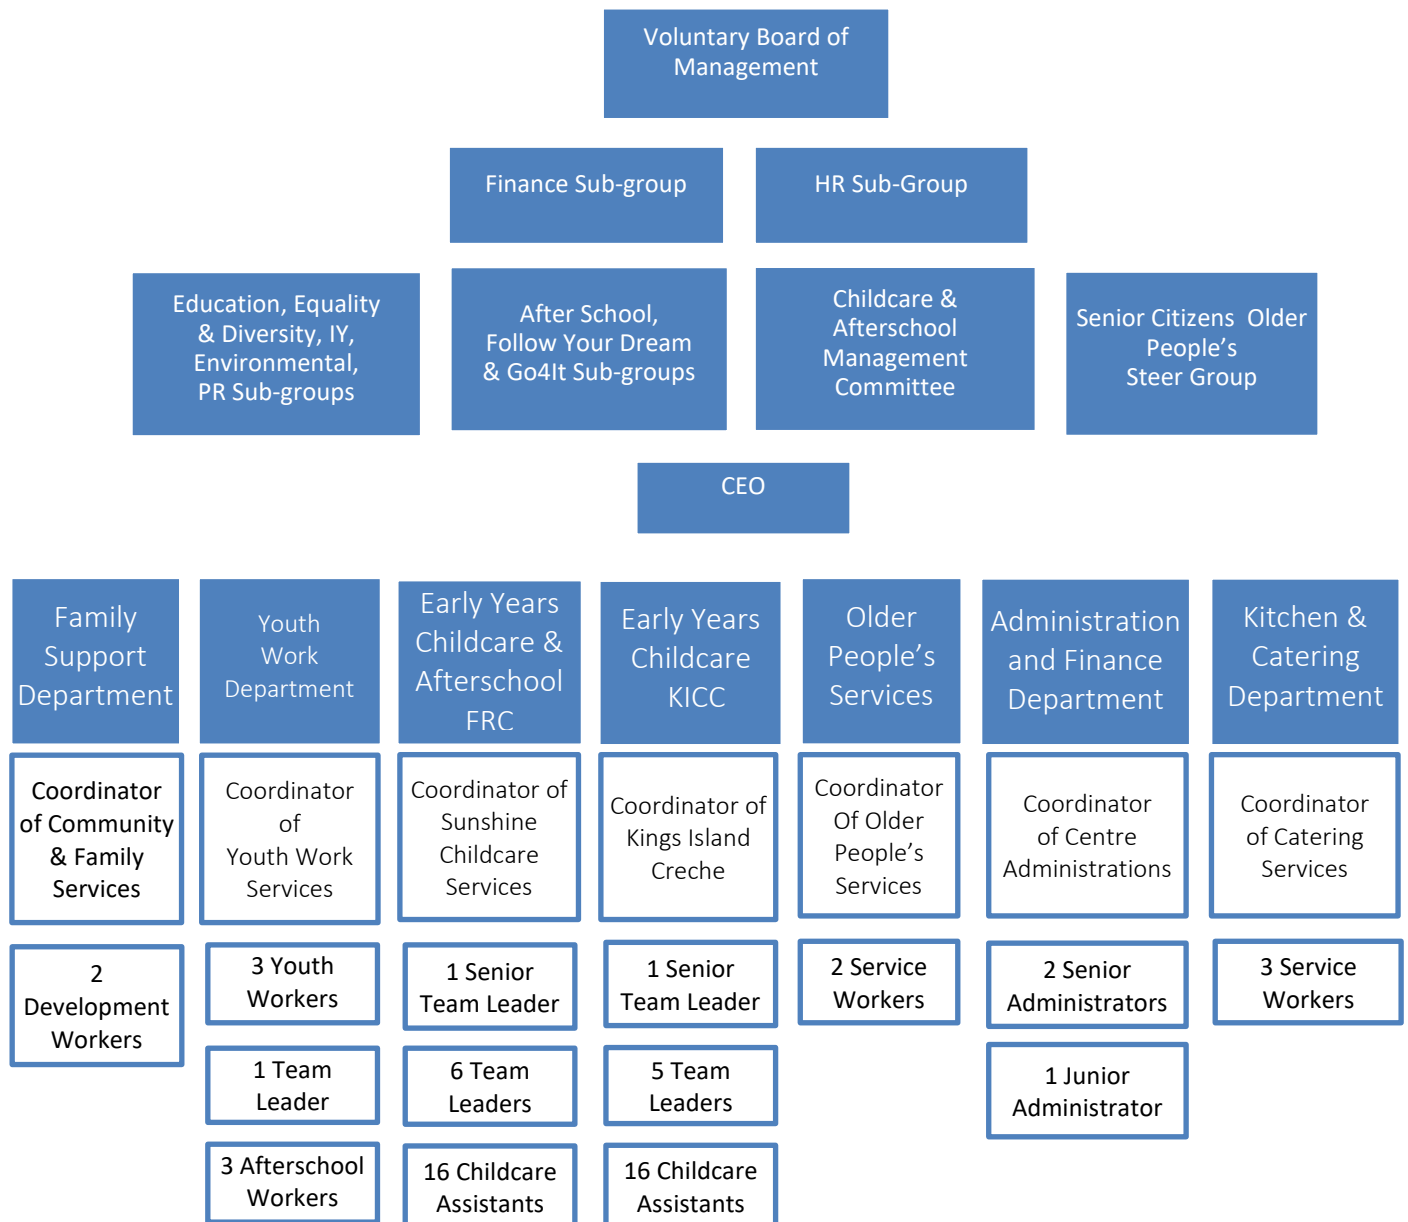 Voluntary Board of
Management
Finance Sub-group
HR Sub-Group
Education, Equality
& Diversity, IY,
Environmental,
PR Sub-groups
After School,
Follow Your Dream
& Go4It Sub-groups
Childcare &
Afterschool
Management
Committee
Senior Citizens  Older
People’s
Steer Group
CEO
Family
Support
Department
Youth
Work
Department
Early Years
Childcare &
Afterschool
FRC
Early Years
Childcare
KICC
Older
People’s
Services
Administration
and Finance
Department
Kitchen &
Catering
Department
Coordinator
of Community
& Family
Services
Coordinator
of
Youth Work
Services
Coordinator of
Sunshine
Childcare
Services
Coordinator of
Kings Island
Creche
Coordinator
Of Older
People’s
Services
Coordinator
of Centre
Administrations
Coordinator
of Catering
Services
2
Development
Workers
3 Youth
Workers
1 Senior
Team Leader
1 Senior
Team Leader
2 Service
Workers
2 Senior
Administrators
3 Service
Workers
1 Team
Leader
6 Team
Leaders
5 Team
Leaders
1 Junior
Administrator
3 Afterschool
Workers
16 Childcare
Assistants
16 Childcare
Assistants